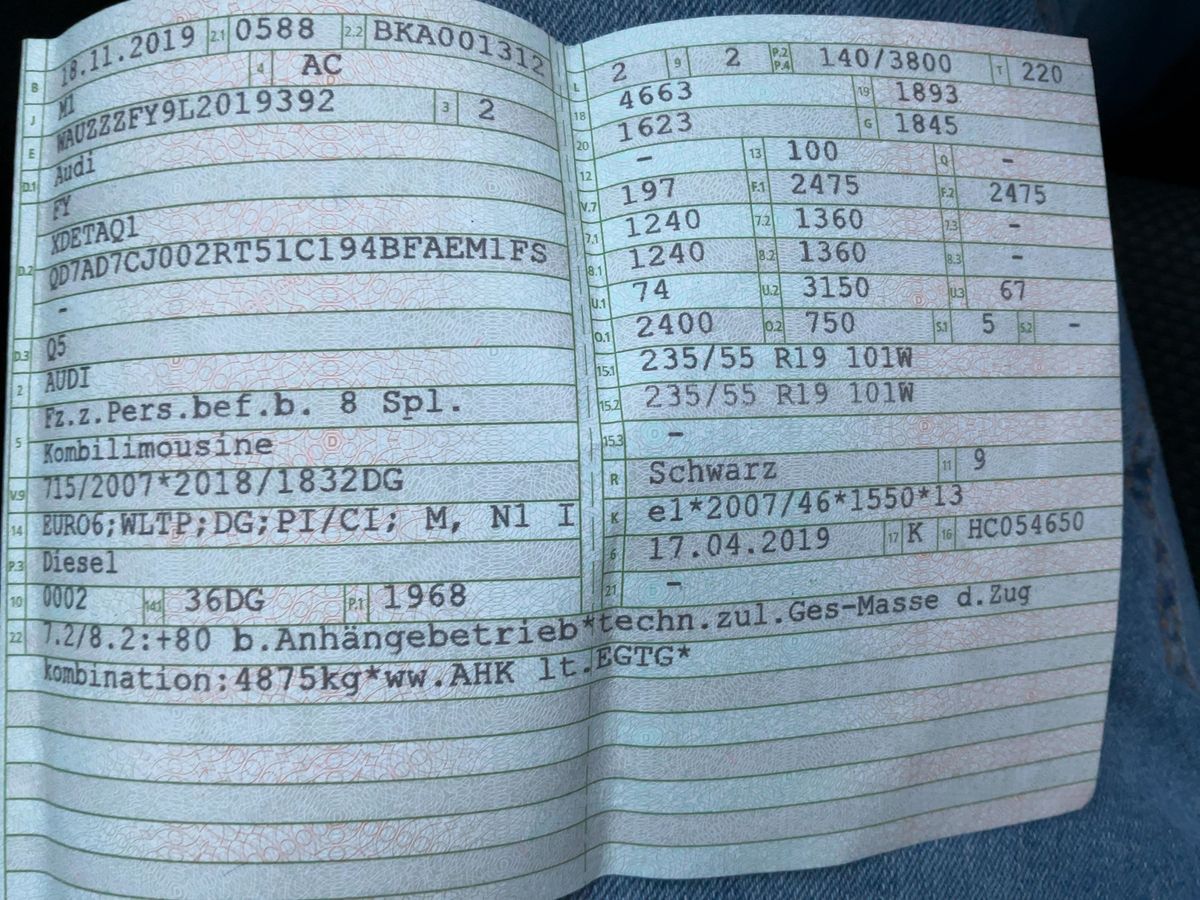 B 18.11.2019 2.1 0588 2.2 BKA001312
J M1 4 AC
E WAUZZZFY9L2019392 3 2
D.1 Audi
FY
XDETAQ1
D.2 QD7AD7CJ002RT51C194BFAEM1FS
-
D.3 Q5
2 AUDI
Fz.z.Pers.bef.b. 8 Spl.
5 Kombilimousine
V.9 715/2007*2018/1832DG
14 EURO6;WLTP;DG;PI/CI; M, N1 I
P.3 Diesel
10 0002 14.1 36DG P.1 1968
L 2 9 2 P.2 P.4 140/3800 T 220
18 4663 19 1893
20 1623 G 1845
12 - 13 100 Q -
V.7 197 F.1 2475 F.2 2475
7.1 1240 7.2 1360 7.3 -
8.1 1240 8.2 1360 8.3 -
U.1 74 U.2 3150 U.3 67
O.1 2400 O.2 750 S.1 5 S.2 -
15.1 235/55 R19 101W
15.2 235/55 R19 101W
15.3 -
R Schwarz 11 9
K e1*2007/46*1550*13
6 17.04.2019 17 K 16 HC054650
21 -
22 7.2/8.2:+80 b.Anhängebetrieb*techn.zul.Ges-Masse d.Zug
kombination:4875kg*ww.AHK lt.EGTG*